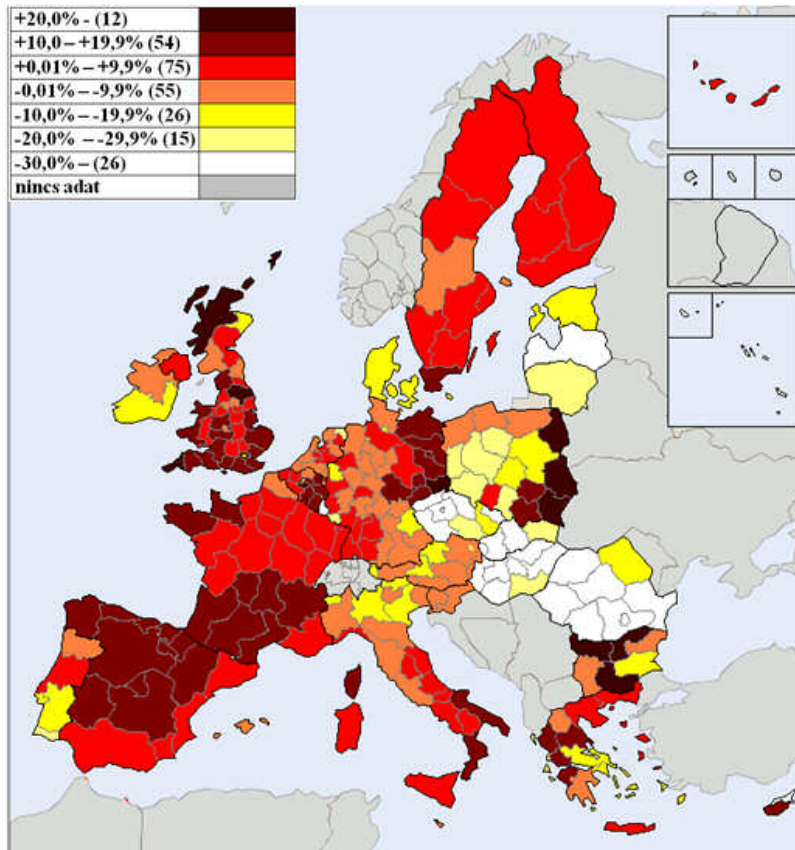 +20,0% - (12)
+10,0 – +19,9% (54)
+0,01% – +9,9% (75)
-0,01% – -9,9% (55)
-10,0% – -19,9% (26)
-20,0% – -29,9% (15)
-30,0% – (26)
nincs adat